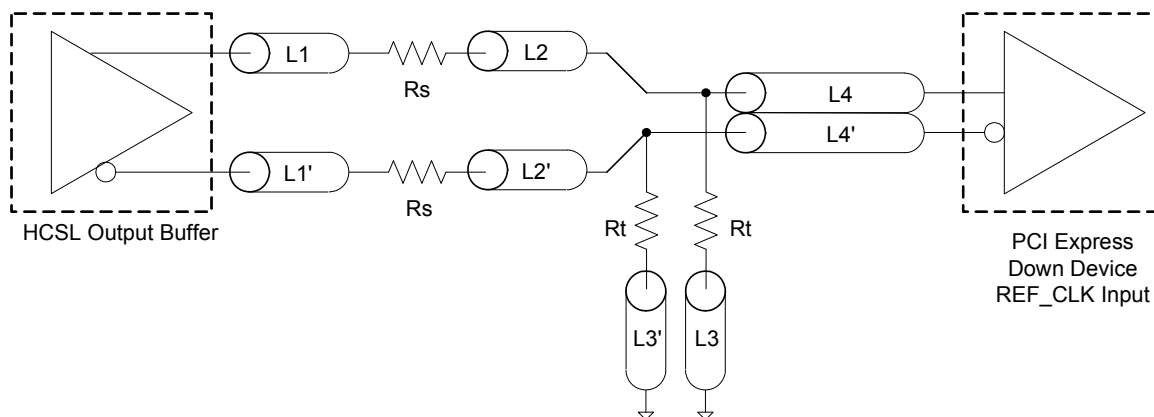 L1
Rs
L2
L4
L4'
L1'
Rs
L2'
HCSL Output Buffer
Rt
Rt
L3'
L3
PCI Express
Down Device
REF_CLK Input